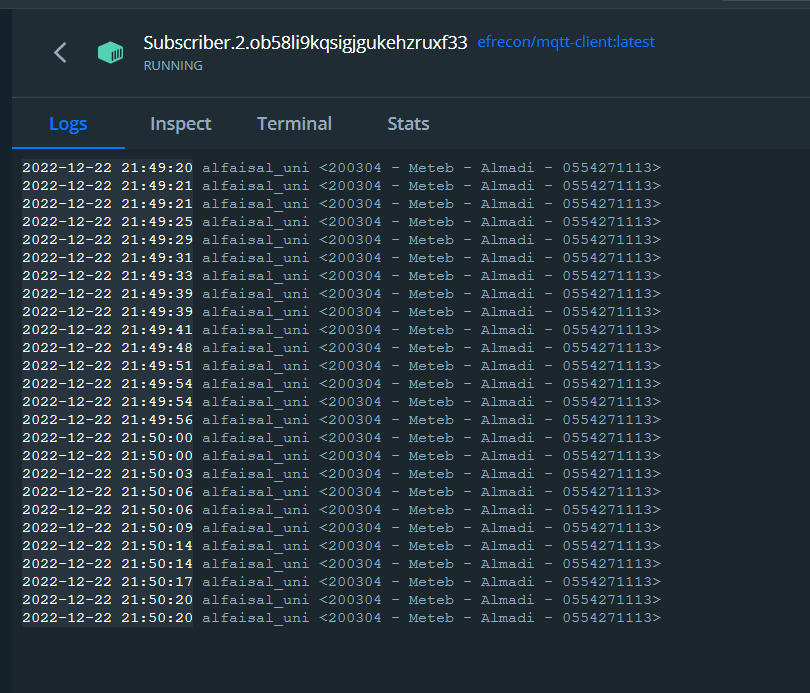 Subscriber.2.ob58li9kqsigjgukehzruxf33 efrecon/mqtt-client:latest
RUNNING
Logs Inspect Terminal Stats
2022-12-22 21:49:20 alfaisal_uni <200304 - Meteb - Almadi - 0554271113>
2022-12-22 21:49:21 alfaisal_uni <200304 - Meteb - Almadi - 0554271113>
2022-12-22 21:49:21 alfaisal_uni <200304 - Meteb - Almadi - 0554271113>
2022-12-22 21:49:25 alfaisal_uni <200304 - Meteb - Almadi - 0554271113>
2022-12-22 21:49:29 alfaisal_uni <200304 - Meteb - Almadi - 0554271113>
2022-12-22 21:49:31 alfaisal_uni <200304 - Meteb - Almadi - 0554271113>
2022-12-22 21:49:33 alfaisal_uni <200304 - Meteb - Almadi - 0554271113>
2022-12-22 21:49:39 alfaisal_uni <200304 - Meteb - Almadi - 0554271113>
2022-12-22 21:49:39 alfaisal_uni <200304 - Meteb - Almadi - 0554271113>
2022-12-22 21:49:41 alfaisal_uni <200304 - Meteb - Almadi - 0554271113>
2022-12-22 21:49:48 alfaisal_uni <200304 - Meteb - Almadi - 0554271113>
2022-12-22 21:49:51 alfaisal_uni <200304 - Meteb - Almadi - 0554271113>
2022-12-22 21:49:54 alfaisal_uni <200304 - Meteb - Almadi - 0554271113>
2022-12-22 21:49:54 alfaisal_uni <200304 - Meteb - Almadi - 0554271113>
2022-12-22 21:49:56 alfaisal_uni <200304 - Meteb - Almadi - 0554271113>
2022-12-22 21:50:00 alfaisal_uni <200304 - Meteb - Almadi - 0554271113>
2022-12-22 21:50:00 alfaisal_uni <200304 - Meteb - Almadi - 0554271113>
2022-12-22 21:50:03 alfaisal_uni <200304 - Meteb - Almadi - 0554271113>
2022-12-22 21:50:06 alfaisal_uni <200304 - Meteb - Almadi - 0554271113>
2022-12-22 21:50:06 alfaisal_uni <200304 - Meteb - Almadi - 0554271113>
2022-12-22 21:50:09 alfaisal_uni <200304 - Meteb - Almadi - 0554271113>
2022-12-22 21:50:14 alfaisal_uni <200304 - Meteb - Almadi - 0554271113>
2022-12-22 21:50:14 alfaisal_uni <200304 - Meteb - Almadi - 0554271113>
2022-12-22 21:50:17 alfaisal_uni <200304 - Meteb - Almadi - 0554271113>
2022-12-22 21:50:20 alfaisal_uni <200304 - Meteb - Almadi - 0554271113>
2022-12-22 21:50:20 alfaisal_uni <200304 - Meteb - Almadi - 0554271113>